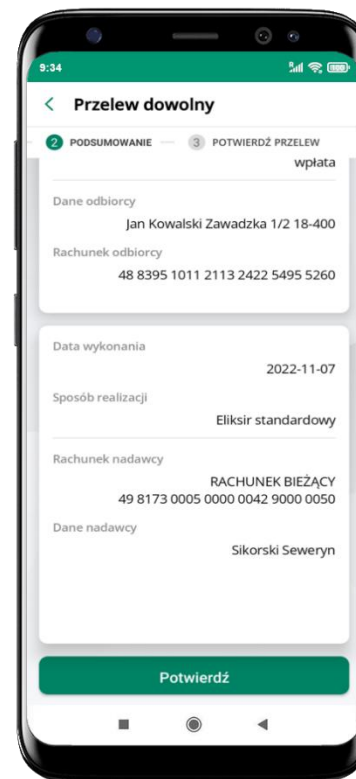 9:34
Przelew dowolny
2 PODSUMOWANIE 3 POTWIERDŹ PRZELEW
wpłata
Dane odbiorcy
Jan Kowalski Zawadzka 1/2 18-400
Rachunek odbiorcy
48 8395 1011 2113 2422 5495 5260
Data wykonania
2022-11-07
Sposób realizacji
Eliksir standardowy
Rachunek nadawcy
RACHUNEK BIEŻĄCY
49 8173 0005 0000 0042 9000 0050
Dane nadawcy
Sikorski Seweryn
Potwierdź